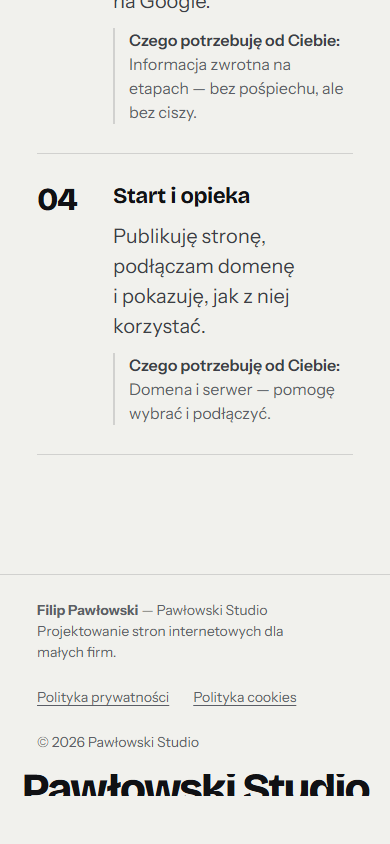 na Google.
Czego potrzebuję od Ciebie:
Informacja zwrotna na
etapach — bez pośpiechu, ale
bez ciszy.
04
Start i opieka
Publikuję stronę,
podłączam domenę
i pokazuję, jak z niej
korzystać.
Czego potrzebuję od Ciebie:
Domena i serwer — pomogę
wybrać i podłączyć.
Filip Pawłowski — Pawłowski Studio
Projektowanie stron internetowych dla
małych firm.
Polityka prywatności Polityka cookies
© 2026 Pawłowski Studio
Pawłowski Studio